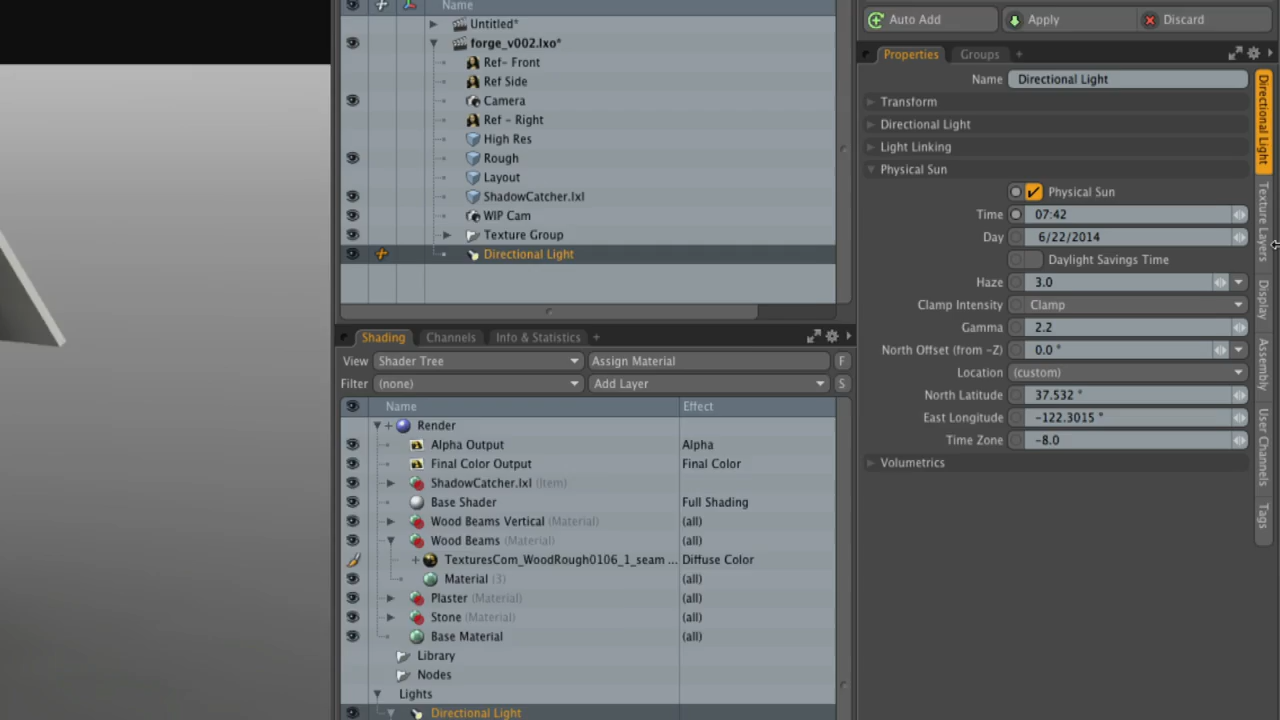 Name
Untitled*
forge_v002.lxo*
Ref- Front
Ref Side
Camera
Ref - Right
High Res
Rough
Layout
ShadowCatcher.lxl
WIP Cam
Texture Group
Directional Light
Shading Channels Info & Statistics +
View Shader Tree Assign Material F
Filter (none) Add Layer S
Name Effect
Render
Alpha Output Alpha
Final Color Output Final Color
ShadowCatcher.lxl (Item)
Base Shader Full Shading
Wood Beams Vertical (Material) (all)
Wood Beams (Material) (all)
TexturesCom_WoodRough0106_1_seam ... Diffuse Color
Material (3) (all)
Plaster (Material) (all)
Stone (Material) (all)
Base Material (all)
Library
Nodes
Lights
Directional Light
Auto Add Apply Discard
Properties Groups +
Name Directional Light
Transform
Directional Light
Light Linking
Physical Sun
Physical Sun
Time 07:42
Day 6/22/2014
Daylight Savings Time
Haze 3.0
Clamp Intensity Clamp
Gamma 2.2
North Offset (from -Z) 0.0 °
Location (custom)
North Latitude 37.532 °
East Longitude -122.3015 °
Time Zone -8.0
Volumetrics
Directional Light
Texture Layers
Display
Assembly
User Channels
Tags